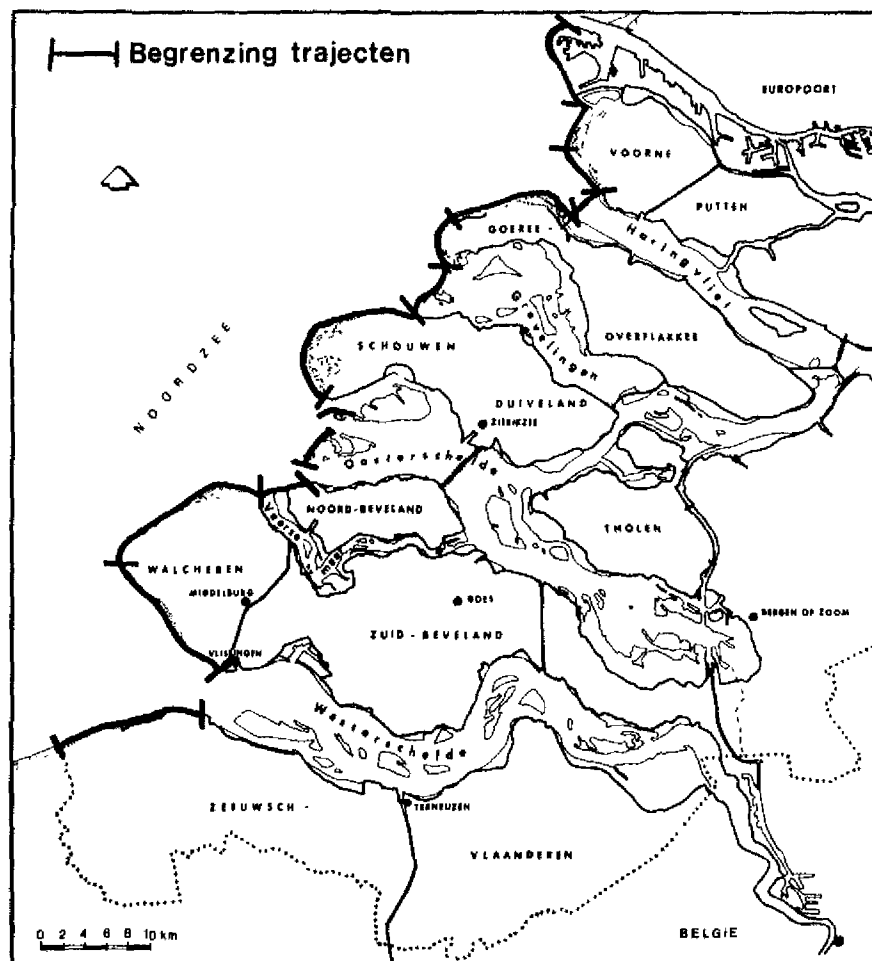 Begrenzing trajecten
EUROPOORT
VOORNE
PUTTEN
GOEREE -
Haringvliet
Grevelingen
OVERFLAKKEE
NOORDZEE
SCHOUWEN
DUIVELAND
ZIERIKZEE
Oosterschelde
NOORD-BEVELAND
Veerse
meer
THOLEN
WALCHEREN
MIDDELBURG
GOES
BERGEN OP ZOOM
ZUID - BEVELAND
VLISSINGEN
Westerschelde
ZEEUWSCH -
TERNEUZEN
VLAANDEREN
0 2 4 6 8 10 km
BELGIE